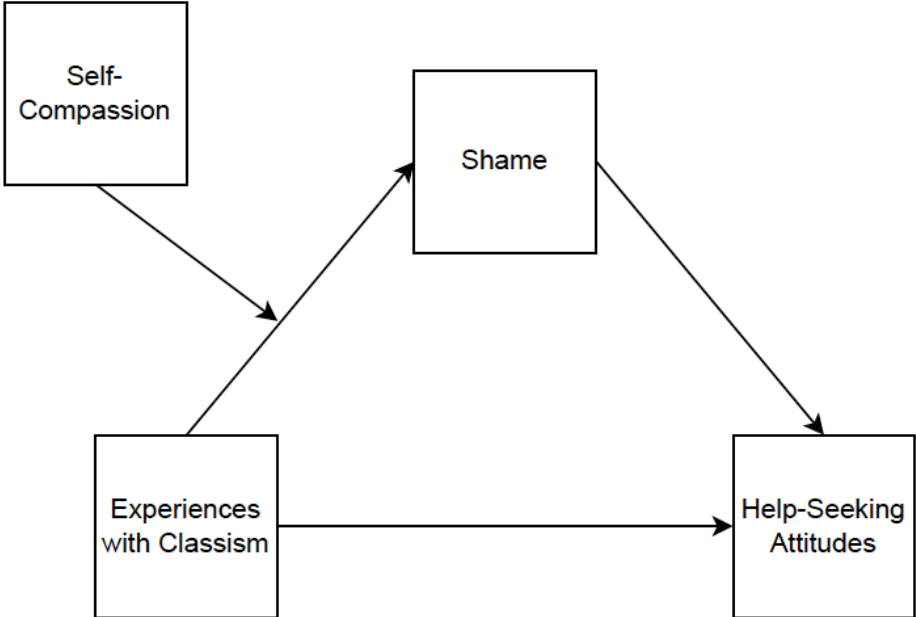 Self-
Compassion
Shame
Experiences
with Classism
Help-Seeking
Attitudes